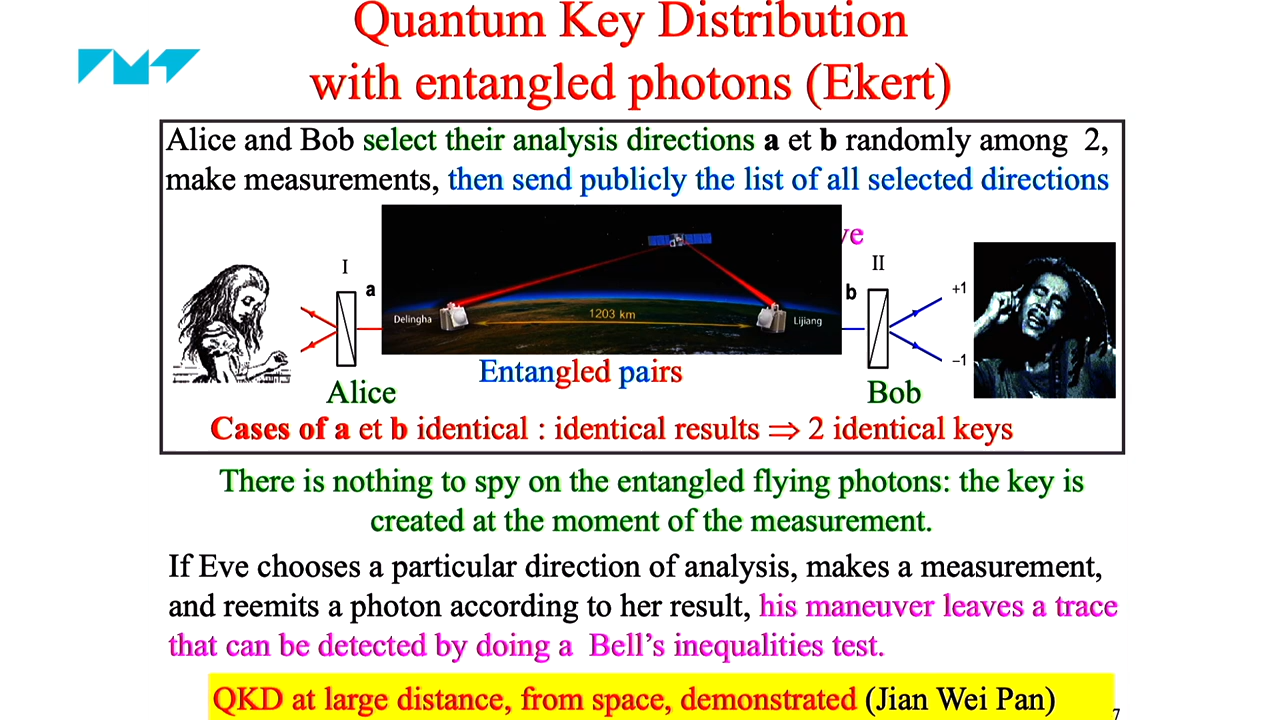 Quantum Key Distribution
with entangled photons (Ekert)
Alice and Bob select their analysis directions a et b randomly among 2,
make measurements, then send publicly the list of all selected directions
ve
I
II
a
b
+1
-1
Delingha
1203 km
Lijiang
Entangled pairs
Alice
Bob
Cases of a et b identical : identical results ⇒ 2 identical keys
There is nothing to spy on the entangled flying photons: the key is
created at the moment of the measurement.
If Eve chooses a particular direction of analysis, makes a measurement,
and reemits a photon according to her result, his maneuver leaves a trace
that can be detected by doing a Bell's inequalities test.
QKD at large distance, from space, demonstrated (Jian Wei Pan)
7